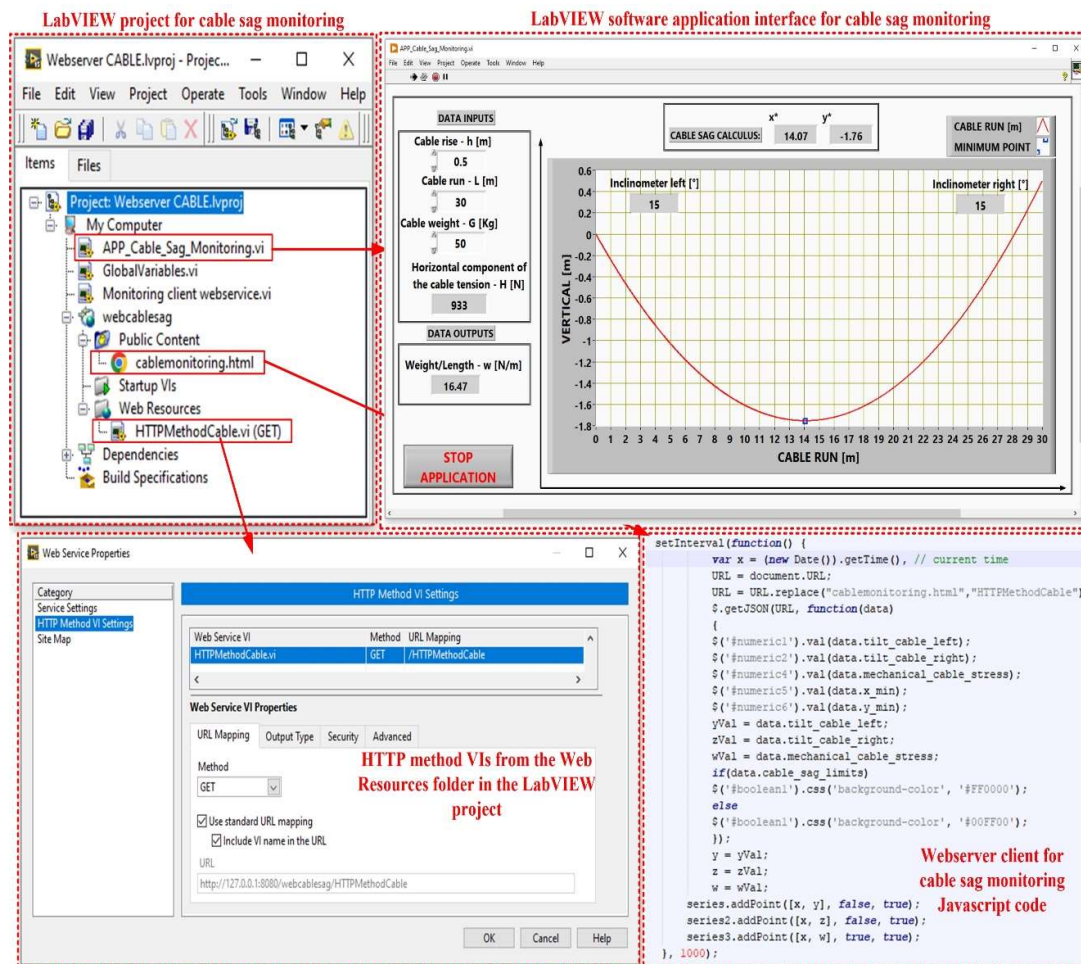 LabVIEW project for cable sag monitoring
LabVIEW software application interface for cable sag monitoring
Webserver CABLE.lvproj - Projec...
File Edit View Project Operate Tools Window Help
Items Files
Project: Webserver CABLE.lvproj
My Computer
APP_Cable_Sag_Monitoring.vi
GlobalVariables.vi
Monitoring client webservice.vi
webcablesag
Public Content
cablemonitoring.html
Startup VIs
Web Resources
HTTPMethodCable.vi (GET)
Dependencies
Build Specifications
APP_Cable_Sag_Monitoring.vi
File Edit View Project Operate Tools Window Help
DATA INPUTS
Cable rise - h [m]
0.5
Cable run - L [m]
30
Cable weight - G [Kg]
50
Horizontal component of
the cable tension - H [N]
933
DATA OUTPUTS
Weight/Length - w [N/m]
16.47
STOP
APPLICATION
x* y*
CABLE SAG CALCULUS: 14.07 -1.76
CABLE RUN [m]
MINIMUM POINT
Inclinometer left [°]
15
Inclinometer right [°]
15
VERTICAL [m]
0.6
0.4
0.2
0
-0.2
-0.4
-0.6
-0.8
-1
-1.2
-1.4
-1.6
-1.8
0 1 2 3 4 5 6 7 8 9 10 11 12 13 14 15 16 17 18 19 20 21 22 23 24 25 26 27 28 29 30
CABLE RUN [m]
Web Service Properties
Category
Service Settings
HTTP Method VI Settings
Site Map
HTTP Method VI Settings
Web Service VI Method URL Mapping
HTTPMethodCable.vi GET /HTTPMethodCable
Web Service VI Properties
URL Mapping Output Type Security Advanced
Method
GET
Use standard URL mapping
Include VI name in the URL
URL
http://127.0.0.1:8080/webcablesag/HTTPMethodCable
HTTP method VIs from the Web
Resources folder in the LabVIEW
project
OK Cancel Help
setInterval(function() {
var x = (new Date()).getTime(), // current time
URL = document.URL;
URL = URL.replace("cablemonitoring.html","HTTPMethodCable")
$.getJSON(URL, function(data)
{
$('#numeric1').val(data.tilt_cable_left);
$('#numeric2').val(data.tilt_cable_right);
$('#numeric4').val(data.mechanical_cable_stress);
$('#numeric5').val(data.x_min);
$('#numeric6').val(data.y_min);
yVal = data.tilt_cable_left;
zVal = data.tilt_cable_right;
wVal = data.mechanical_cable_stress;
if(data.cable_sag_limits)
$('#boolean1').css('background-color', '#FF0000');
else
$('#boolean1').css('background-color', '#00FF00');
});
y = yVal;
z = zVal;
w = wVal;
series.addPoint([x, y], false, true);
series2.addPoint([x, z], false, true);
series3.addPoint([x, w], true, true);
}, 1000);
Webserver client for
cable sag monitoring
Javascript code